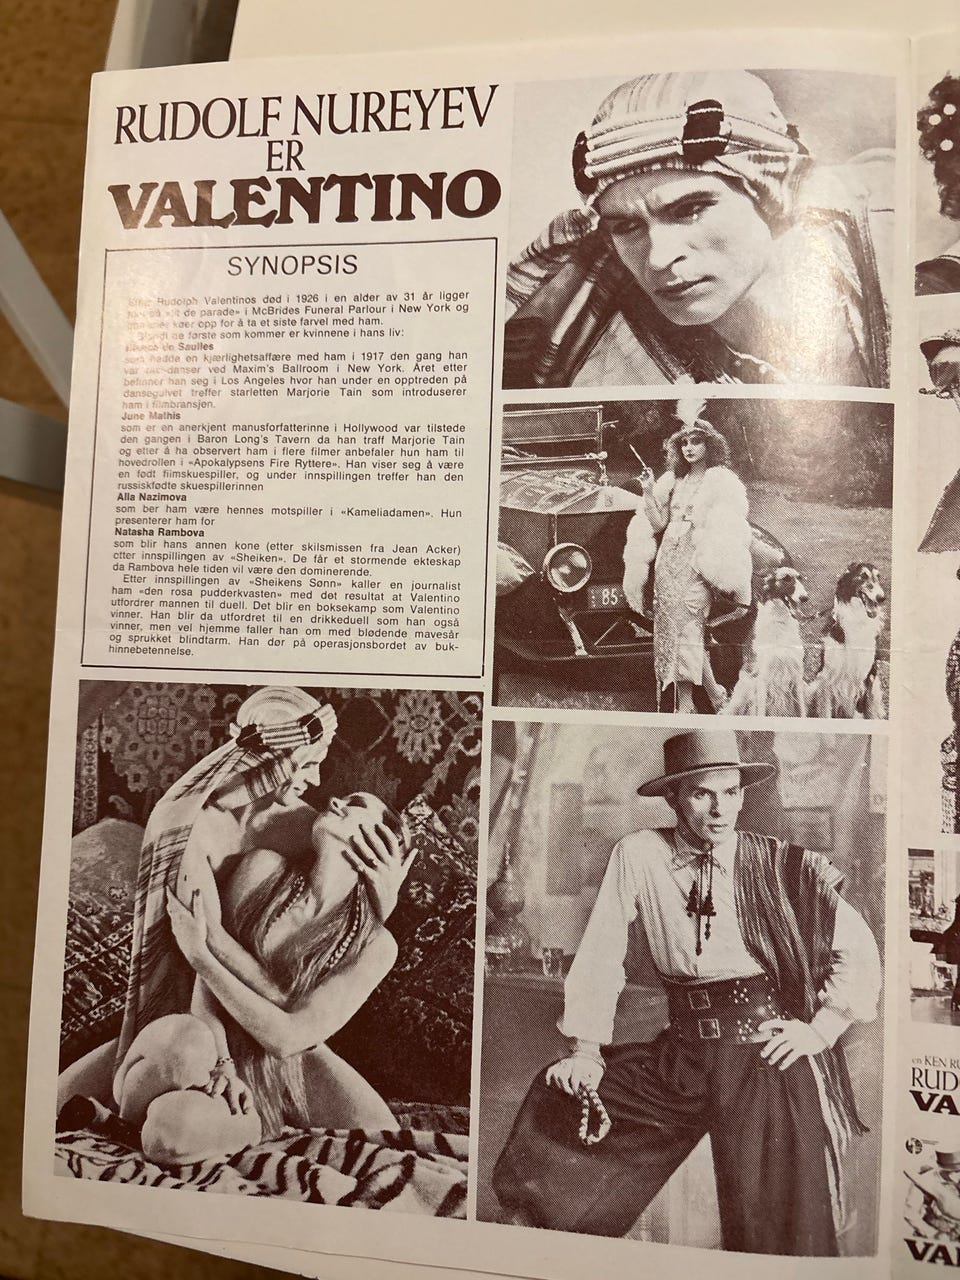 RUDOLF NUREYEV
ER
VALENTINO
SYNOPSIS
Rudolph Valentinos død i 1926 i en alder av 31 år ligger
de parade» i McBrides Funeral Parlour i New York og
køer opp for å ta et siste farvel med ham.
de første som kommer er kvinnene i hans liv:
de Saulles
som hadde en kjærlighetsaffære med ham i 1917 den gang han
var danser ved Maxim's Ballroom i New York. Året etter
befinner han seg i Los Angeles hvor han under en opptreden på
dansegulvet treffer starletten Marjorie Tain som introduserer
ham i filmbransjen.
June Mathis
som er en anerkjent manusforfatterinne i Hollywood var tilstede
den gangen i Baron Long's Tavern da han traff Marjorie Tain
og etter å ha observert ham i flere filmer anbefaler hun ham til
hovedrollen i «Apokalypsens Fire Ryttere». Han viser seg å være
en født filmskuespiller, og under innspillingen treffer han den
russiskfødte skuespillerinnen
Alla Nazimova
som ber ham være hennes motspiller i «Kameliadamen». Hun
presenterer ham for
Natasha Rambova
som blir hans annen kone (etter skilsmissen fra Jean Acker)
etter innspillingen av «Sheiken». De får et stormende ekteskap
da Rambova hele tiden vil være den dominerende.
Etter innspillingen av «Sheikens Sønn» kaller en journalist
ham «den rosa pudderkvasten» med det resultat at Valentino
utfordrer mannen til duell. Det blir en boksekamp som Valentino
vinner. Han blir da utfordret til en drikkeduell som han også
vinner, men vel hjemme faller han om med blødende mavesår
og sprukket blindtarm. Han dør på operasjonsbordet av buk-
hinnebetennelse.
85
en KEN RU
RUD
VA
VA